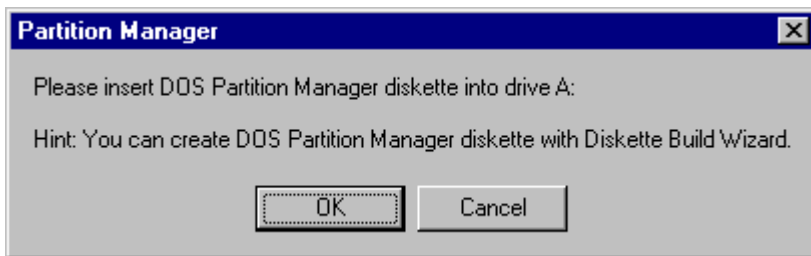 Partition Manager
Please insert DOS Partition Manager diskette into drive A:
Hint: You can create DOS Partition Manager diskette with Diskette Build Wizard.
OK Cancel